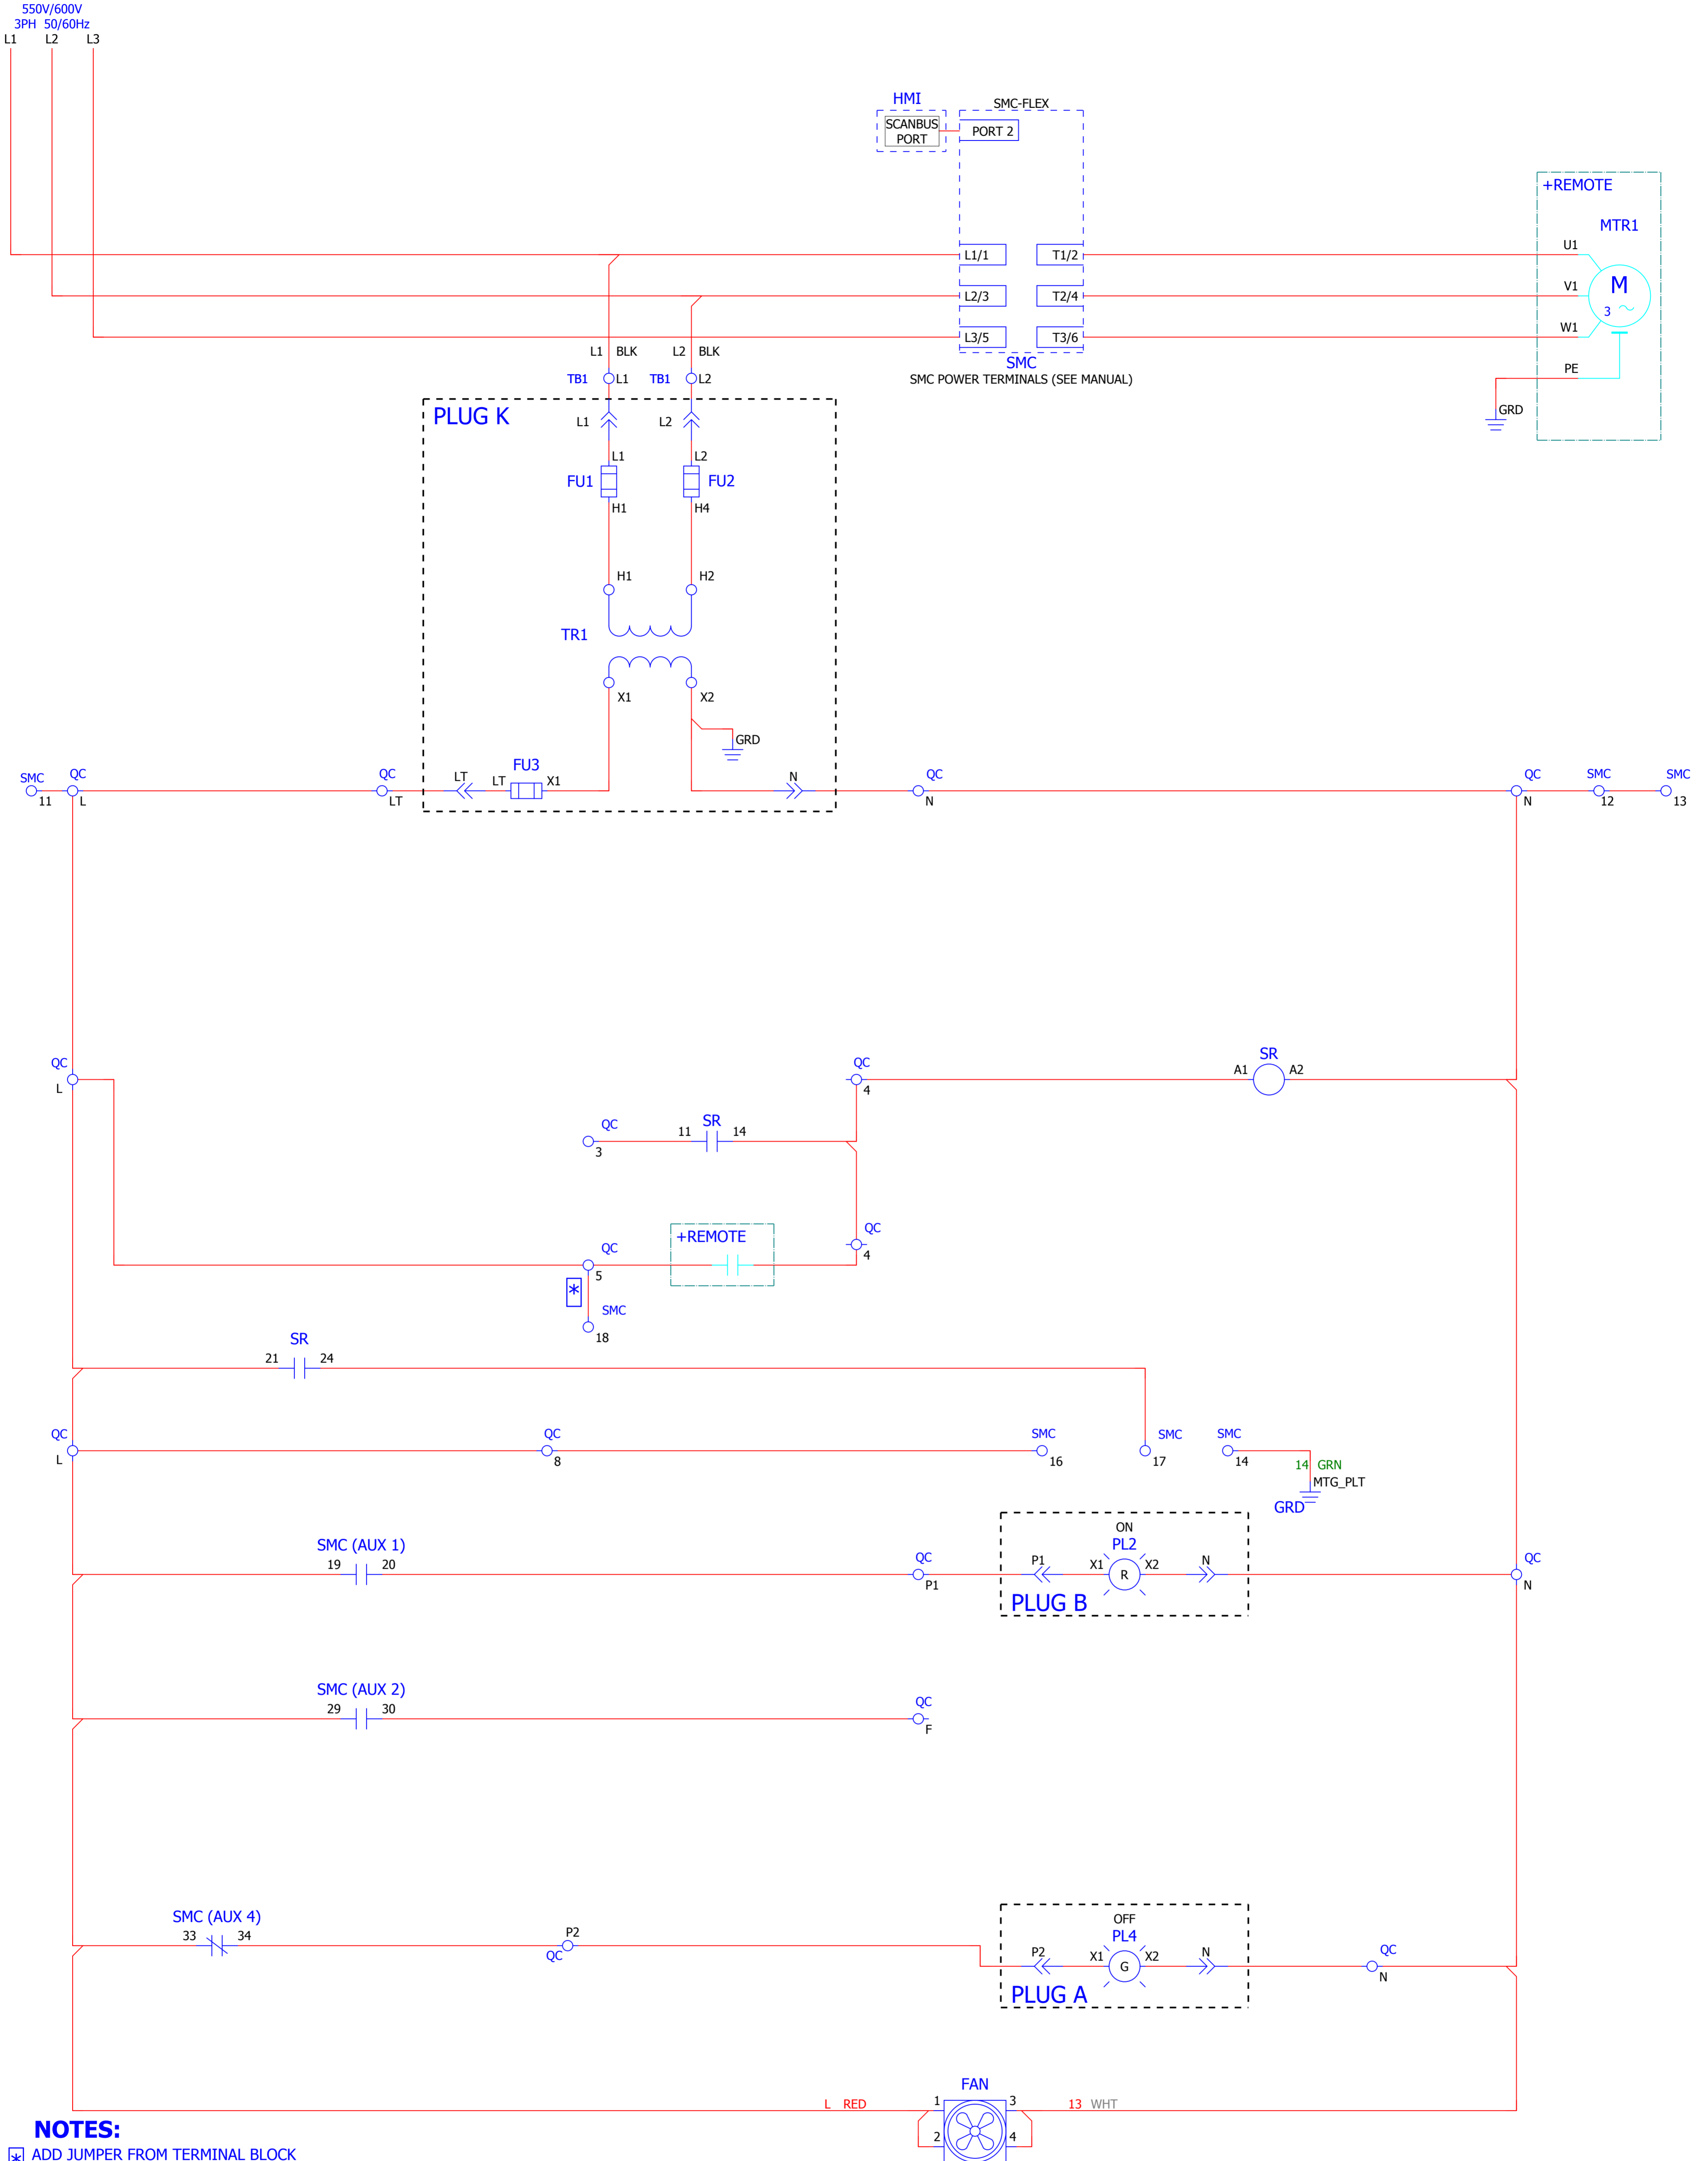 550V/600V
3PH 50/60Hz
L1 L2 L3
HMI
SMC-FLEX
SCANBUS
PORT
PORT 2
+REMOTE
MTR1
L1/1 T1/2 U1
L2/3 T2/4 V1
M
3
L3/5 T3/6 W1
L1 BLK L2 BLK
SMC
SMC POWER TERMINALS (SEE MANUAL)
PE
TB1 L1 TB1 L2
GRD
PLUG K
L1 L2
L1 L2
FU1 FU2
H1 H4
H1 H2
TR1
X1 X2
GRD
FU3
SMC QC QC LT LT X1 N QC QC SMC SMC
11 L LT N N 12 13
QC QC SR
L 4 A1 A2
QC SR
3 11 14
QC
4
+REMOTE
QC
5
*
SMC
18
SR
21 24
QC QC SMC SMC SMC
L 8 16 17 14
14 GRN
MTG_PLT
GRD
SMC (AUX 1)
19 20
QC
P1
ON
PL2
P1 X1 R X2 N
PLUG B
QC
N
SMC (AUX 2)
29 30
QC
F
SMC (AUX 4)
33 34
P2
QC
OFF
PL4
P2 X1 G X2 N
PLUG A
QC
N
FAN
L RED 1 3 13 WHT
2 4
NOTES:
* ADD JUMPER FROM TERMINAL BLOCK